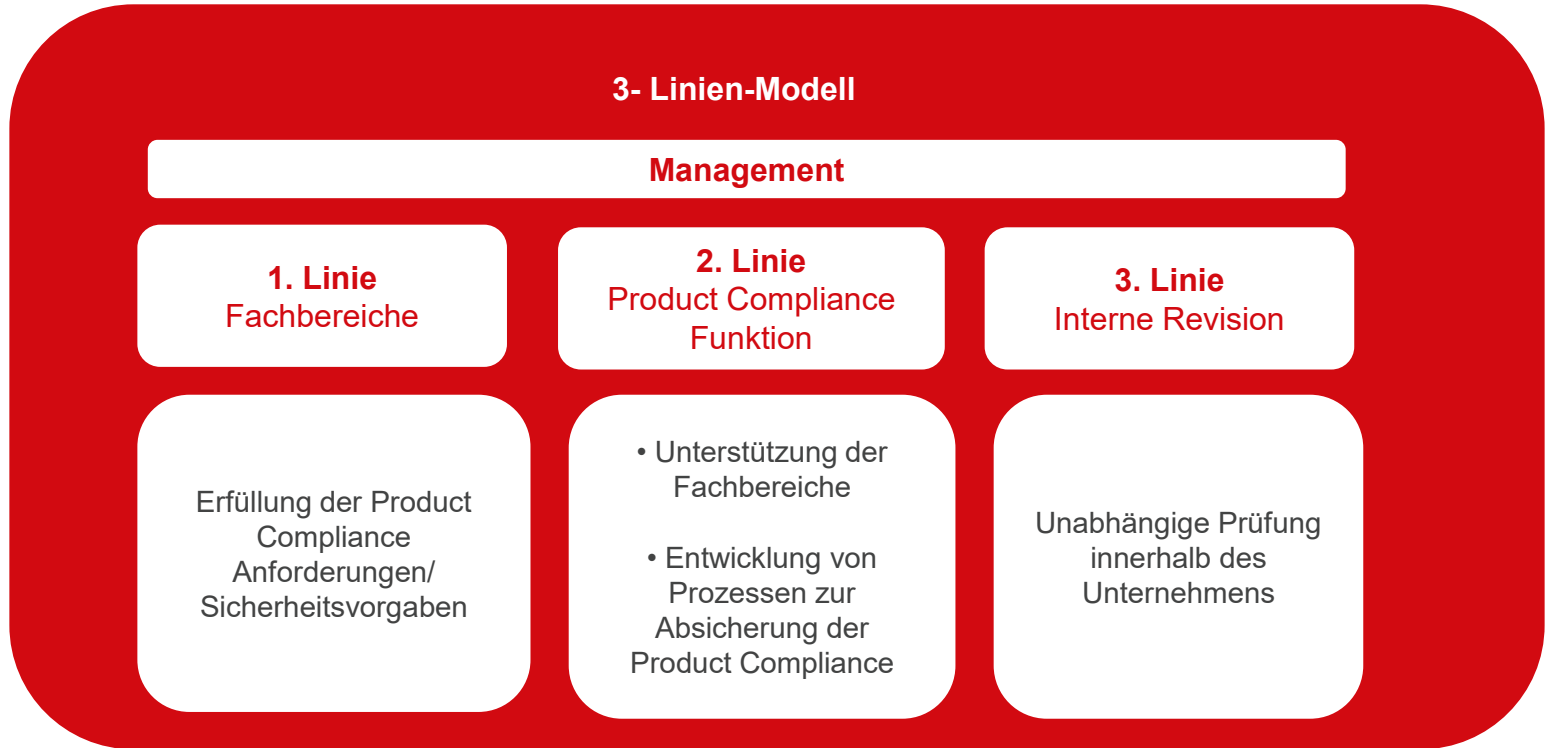 3- Linien-Modell
Management
1. Linie
Fachbereiche
2. Linie
Product Compliance
Funktion
3. Linie
Interne Revision
Erfüllung der Product
Compliance
Anforderungen/
Sicherheitsvorgaben
• Unterstützung der
Fachbereiche
• Entwicklung von
Prozessen zur
Absicherung der
Product Compliance
Unabhängige Prüfung
innerhalb des
Unternehmens